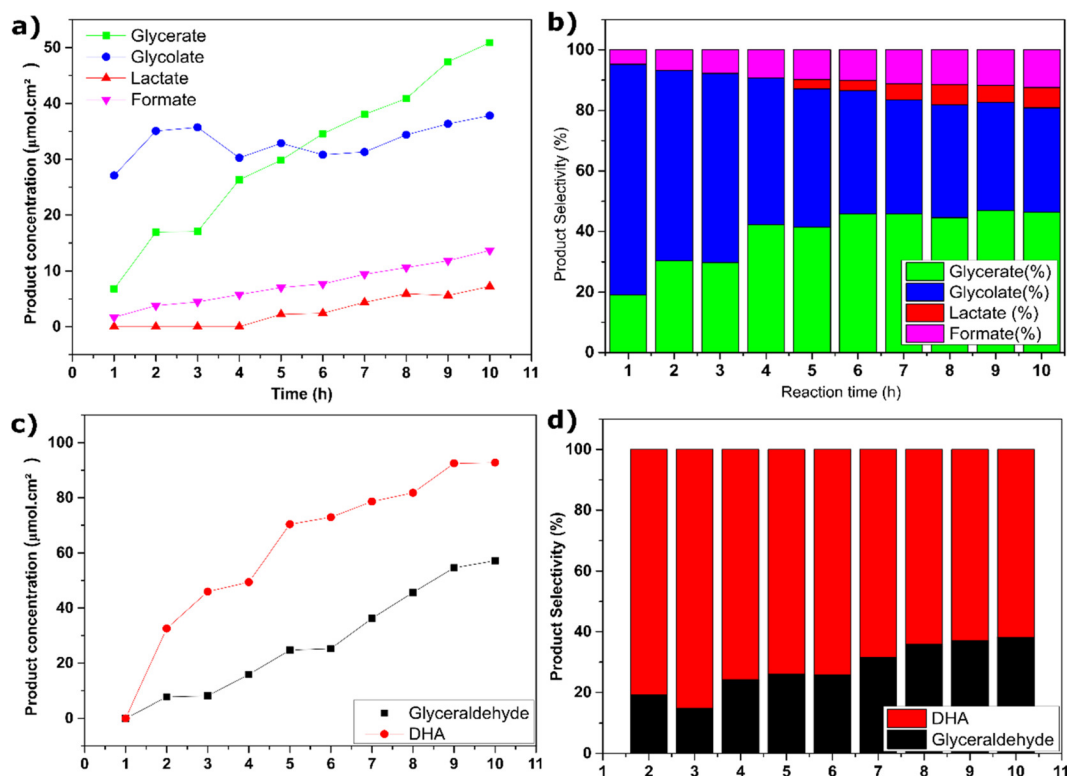 a)
Glycerate
Glycolate
Lactate
Formate
Product concentration (μmol.cm²)
50
40
30
20
10
0
0 1 2 3 4 5 6 7 8 9 10 11
Time (h)
b)
Product Selectivity (%)
100
80
60
40
20
0
Glycerate(%)
Glycolate(%)
Lactate (%)
Formate(%)
1 2 3 4 5 6 7 8 9 10 11
Reaction time (h)
c)
Product concentration (μmol.cm²)
100
80
60
40
20
0
Glyceraldehyde
DHA
0 1 2 3 4 5 6 7 8 9 10 11
d)
Product Selectivity (%)
100
80
60
40
20
0
DHA
Glyceraldehyde
1 2 3 4 5 6 7 8 9 10 11